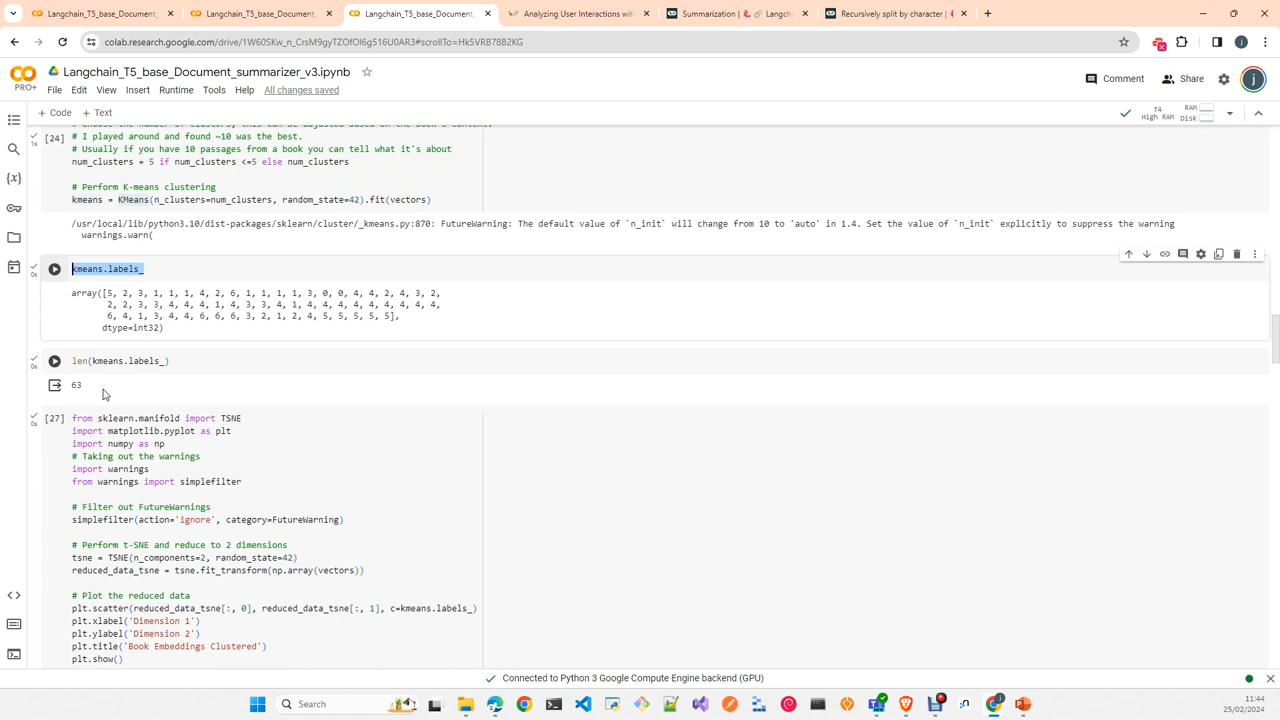 Langchain_T5_base_Document_
Langchain_T5_base_Document_
Langchain_T5_base_Document_
Analyzing User Interactions with
Summarization | Langcha
Recursively split by character |
colab.research.google.com/drive/1W60SKw_n_CrsM9gyTZOfOl6g516U0AR3#scrollTo=Hk5VRB78B2KG
PRO+
Langchain_T5_base_Document_summarizer_v3.ipynb
File Edit View Insert Runtime Tools Help All changes saved
Comment Share
+ Code + Text
T4 High RAM RAM Disk
[24]
1s
# I played around and found ~10 was the best.
# Usually if you have 10 passages from a book you can tell what it's about
num_clusters = 5 if num_clusters <=5 else num_clusters
# Perform K-means clustering
kmeans = KMeans(n_clusters=num_clusters, random_state=42).fit(vectors)
/usr/local/lib/python3.10/dist-packages/sklearn/cluster/_kmeans.py:870: FutureWarning: The default value of `n_init` will change from 10 to 'auto' in 1.4. Set the value of `n_init` explicitly to suppress the warning
warnings.warn(
0s
kmeans.labels_
array([5, 2, 3, 1, 1, 1, 4, 2, 6, 1, 1, 1, 1, 3, 0, 0, 4, 4, 2, 4, 3, 2,
2, 2, 3, 3, 4, 4, 4, 1, 4, 3, 3, 4, 1, 4, 4, 4, 4, 4, 4, 4, 4, 4,
6, 4, 1, 3, 4, 4, 6, 6, 6, 3, 2, 1, 2, 4, 5, 5, 5, 5, 5],
dtype=int32)
0s
len(kmeans.labels_)
63
[27]
0s
from sklearn.manifold import TSNE
import matplotlib.pyplot as plt
import numpy as np
# Taking out the warnings
import warnings
from warnings import simplefilter
# Filter out FutureWarnings
simplefilter(action='ignore', category=FutureWarning)
# Perform t-SNE and reduce to 2 dimensions
tsne = TSNE(n_components=2, random_state=42)
reduced_data_tsne = tsne.fit_transform(np.array(vectors))
# Plot the reduced data
plt.scatter(reduced_data_tsne[:, 0], reduced_data_tsne[:, 1], c=kmeans.labels_)
plt.xlabel('Dimension 1')
plt.ylabel('Dimension 2')
plt.title('Book Embeddings Clustered')
plt.show()
Connected to Python 3 Google Compute Engine backend (GPU)
Search
11:44
25/02/2024